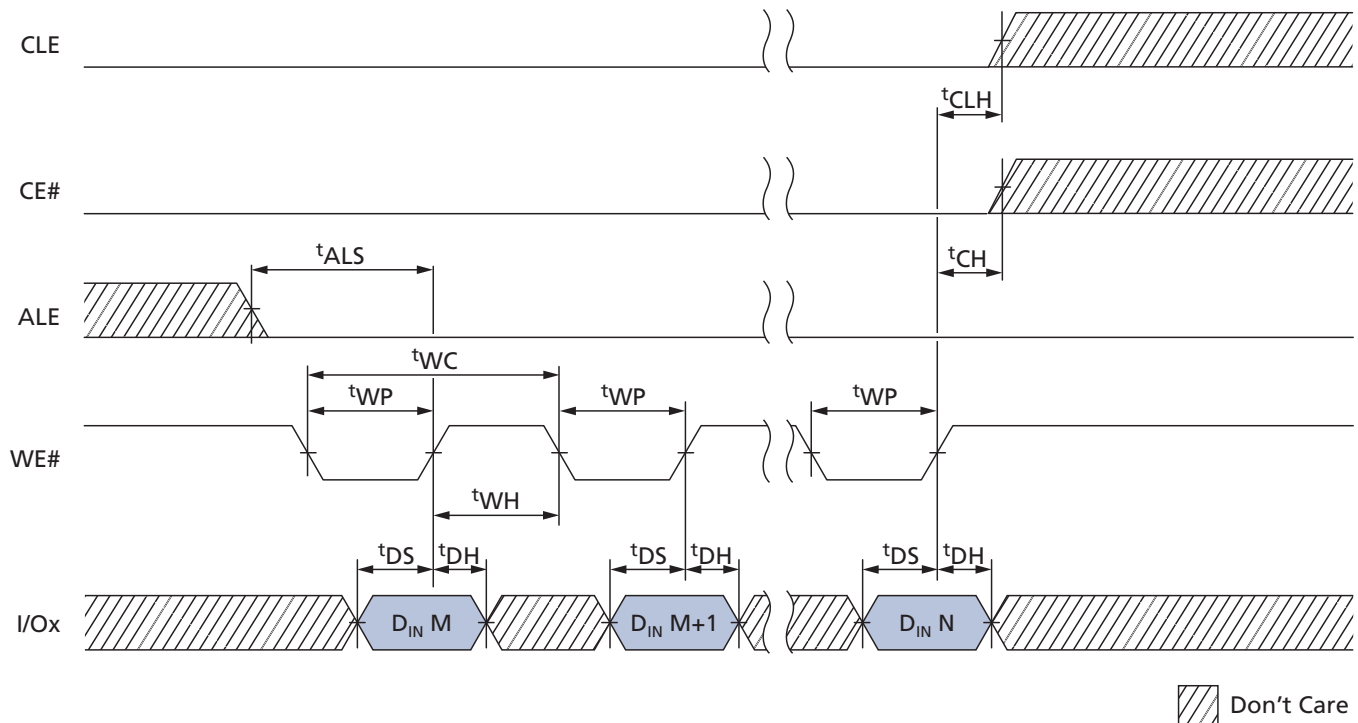 CLE
tCLH
CE#
tALS
tCH
ALE
tWC
tWP
tWP
tWP
WE#
tWH
tDS
tDH
tDS
tDH
tDS
tDH
I/Ox
DIN M
DIN M+1
DIN N
Don't Care